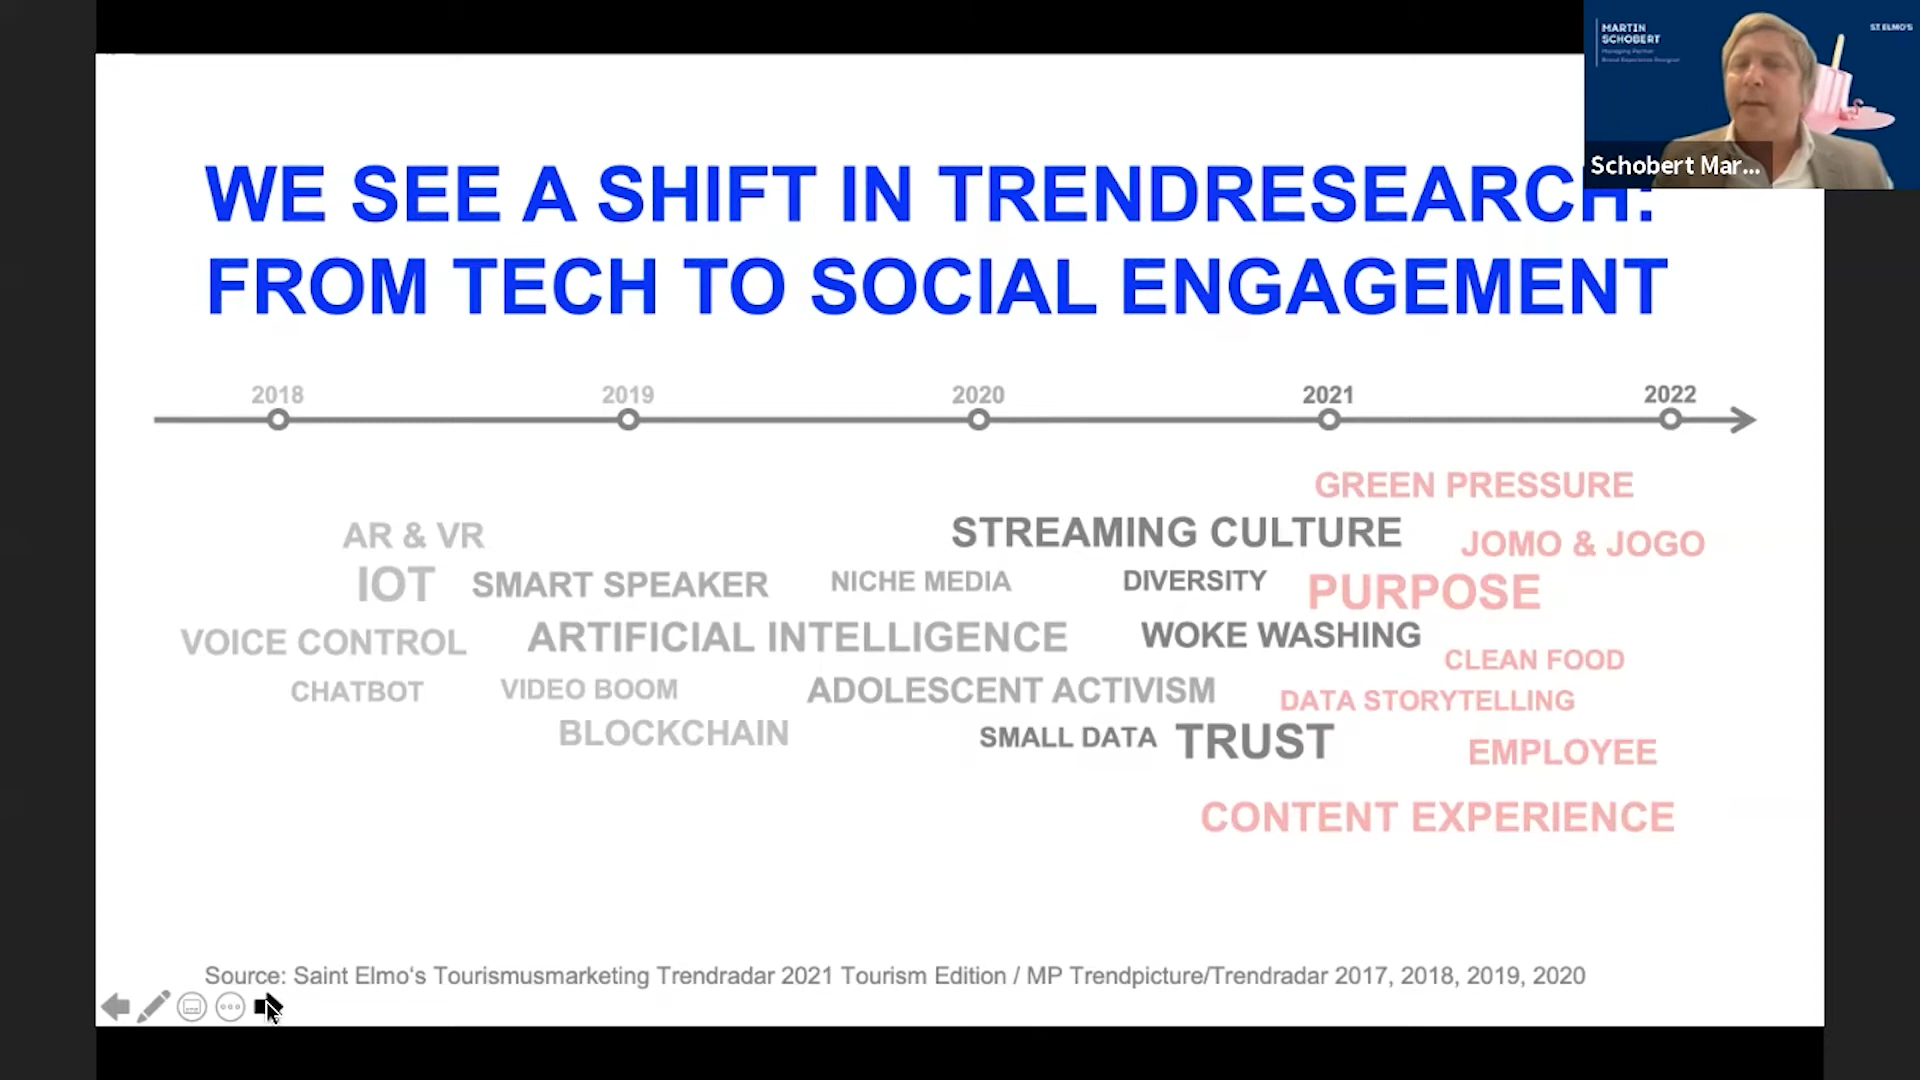 MARTIN
SCHOBERT
Managing Partner
Brand Experience Designer
ST. ELMO'S
Schobert Mar...
WE SEE A SHIFT IN TRENDRESEARCH:
FROM TECH TO SOCIAL ENGAGEMENT
2018 2019 2020 2021 2022
GREEN PRESSURE
AR & VR STREAMING CULTURE JOMO & JOGO
IOT SMART SPEAKER NICHE MEDIA DIVERSITY PURPOSE
VOICE CONTROL ARTIFICIAL INTELLIGENCE WOKE WASHING
CLEAN FOOD
CHATBOT VIDEO BOOM ADOLESCENT ACTIVISM DATA STORYTELLING
BLOCKCHAIN SMALL DATA TRUST EMPLOYEE
CONTENT EXPERIENCE
Source: Saint Elmo‘s Tourismusmarketing Trendradar 2021 Tourism Edition / MP Trendpicture/Trendradar 2017, 2018, 2019, 2020